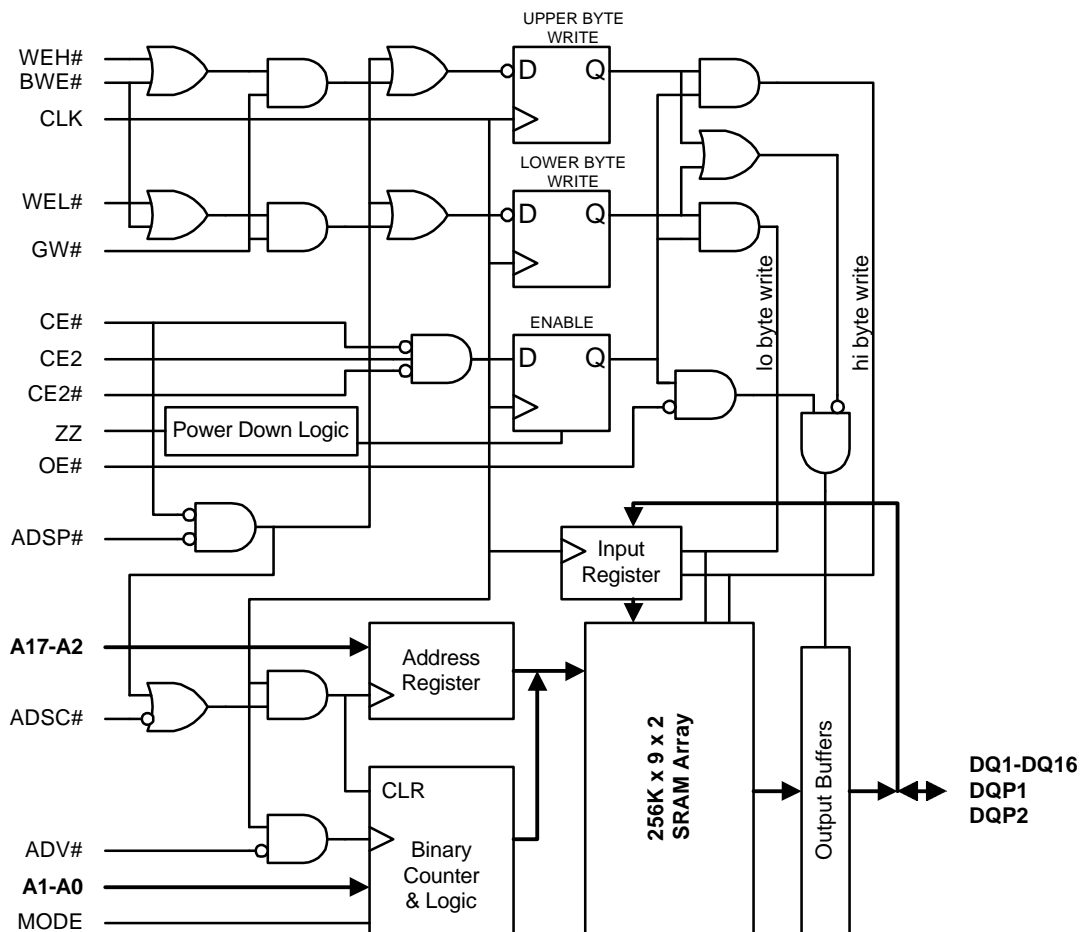 UPPER BYTE
WRITE
WEH#
BWE#
D
Q
CLK
LOWER BYTE
WRITE
WEL#
D
Q
GW#
lo byte write
hi byte write
CE#
ENABLE
CE2
D
Q
CE2#
ZZ
Power Down Logic
OE#
ADSP#
Input
Register
A17-A2
Address
Register
ADSC#
256K x 9 x 2
SRAM Array
Output Buffers
CLR
DQ1-DQ16
DQP1
DQP2
ADV#
Binary
Counter
& Logic
A1-A0
MODE